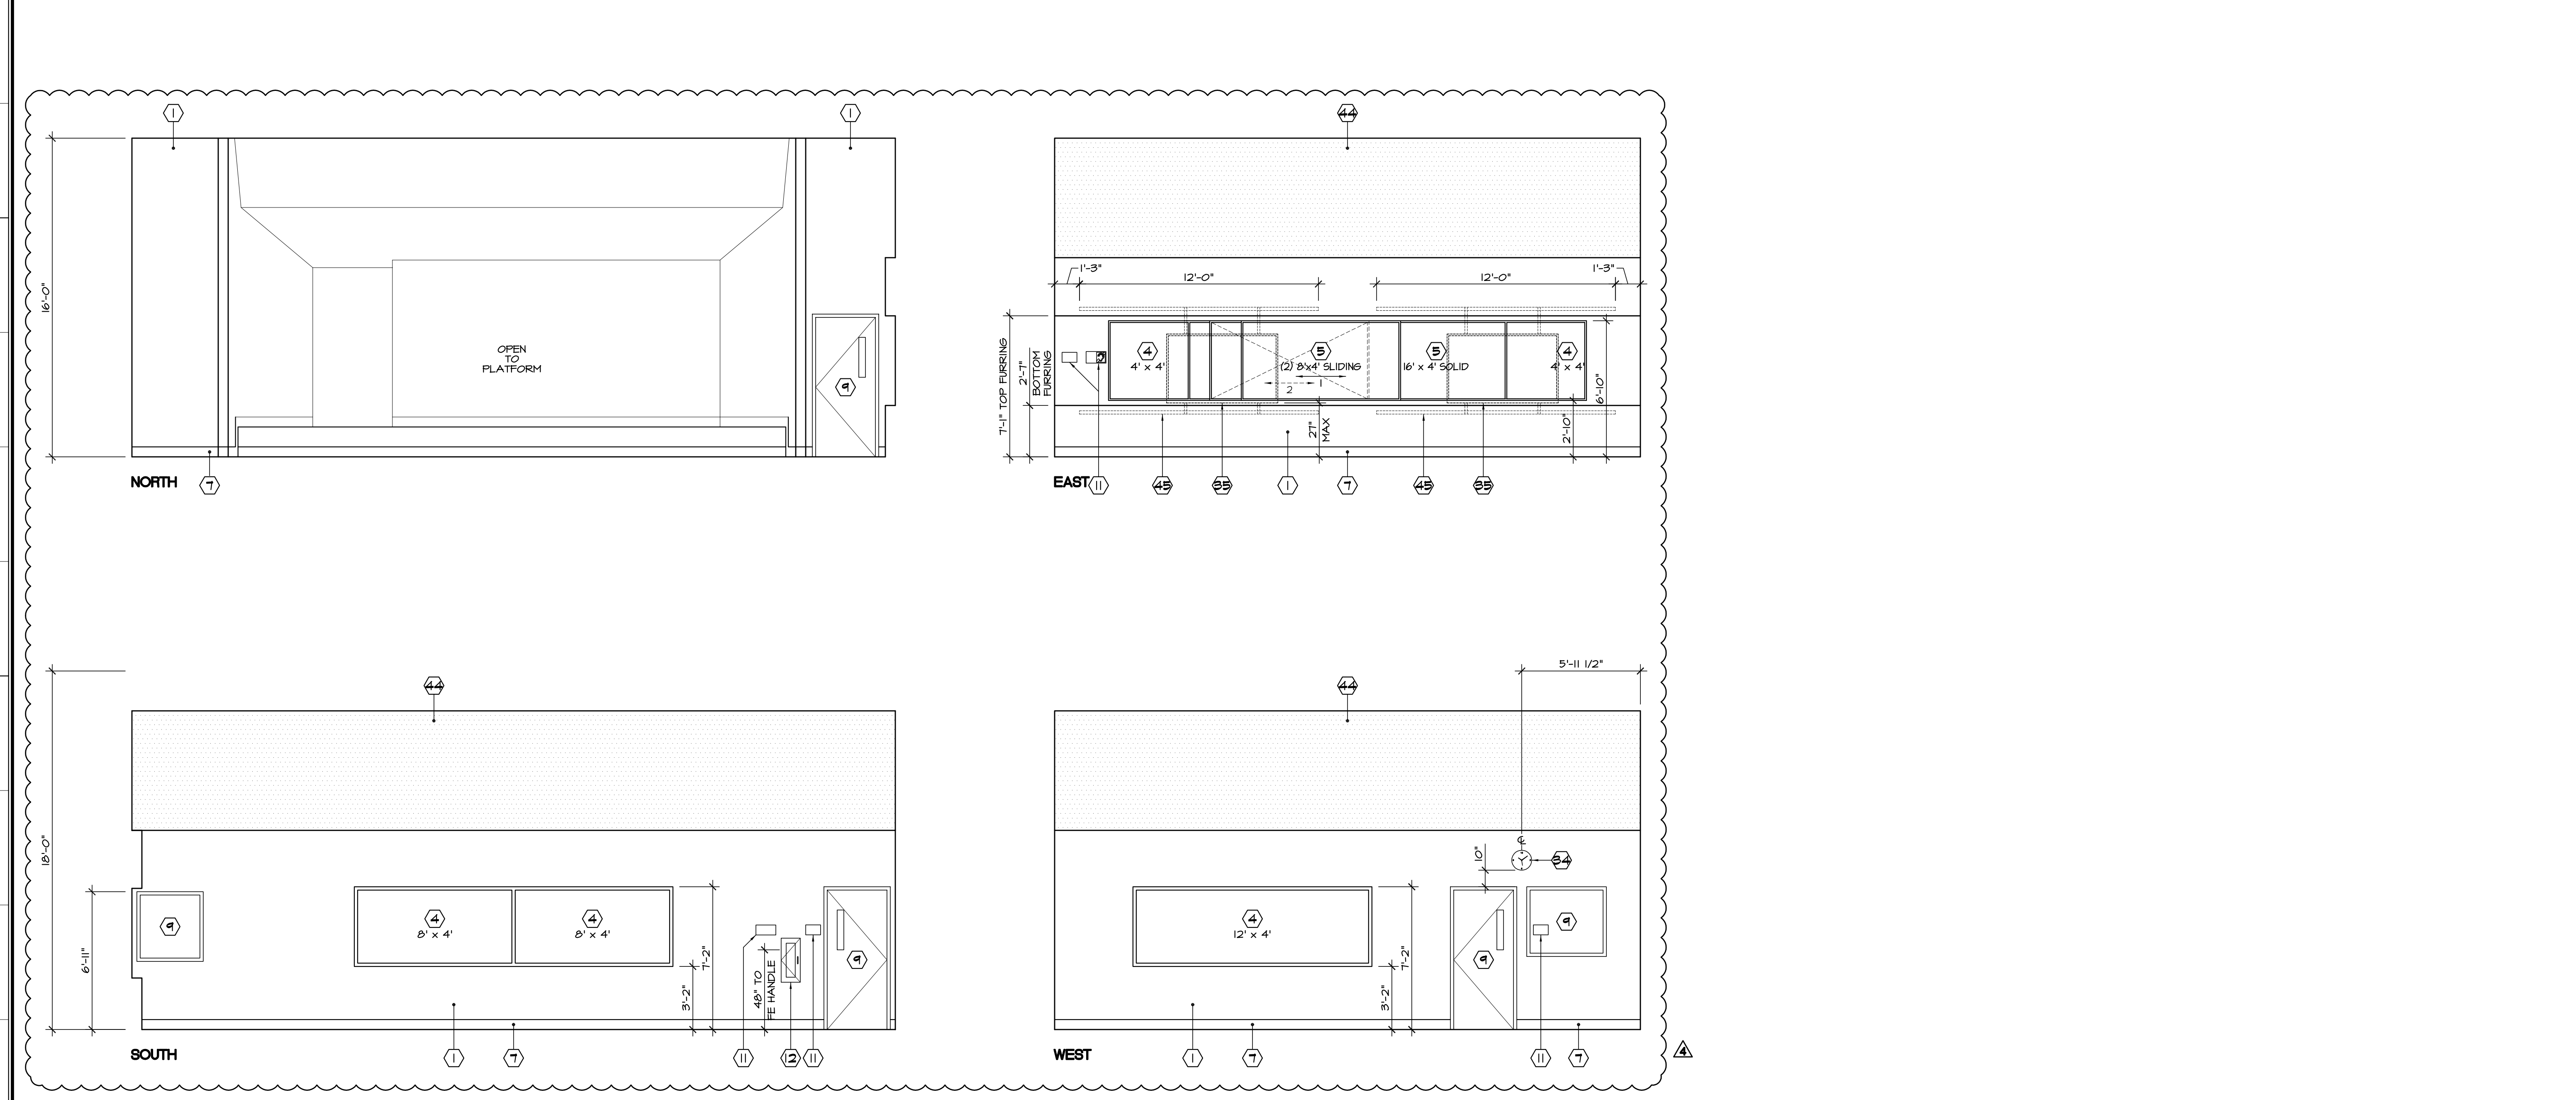 1
1
16'-0"
OPEN
TO
PLATFORM
9
NORTH
7
44
1'-3"
12'-0"
12'-0"
1'-3"
7'-1" TOP FURRING
2'-7"
BOTTOM
FURRING
4
4' x 4'
5
(2) 8'x4' SLIDING
1
2
5
16' x 4' SOLID
4
4' x 4'
27"
MAX
2'-10"
6'-10"
EAST
11
45
35
1
7
45
35
44
18'-0"
6'-11"
9
4
8' x 4'
4
8' x 4'
3'-2"
7'-2"
48" TO
FE HANDLE
9
SOUTH
1
7
11
12
11
44
5'-11 1/2"
10"
34
4
12' x 4'
3'-2"
7'-2"
9
9
WEST
1
7
11
7
4